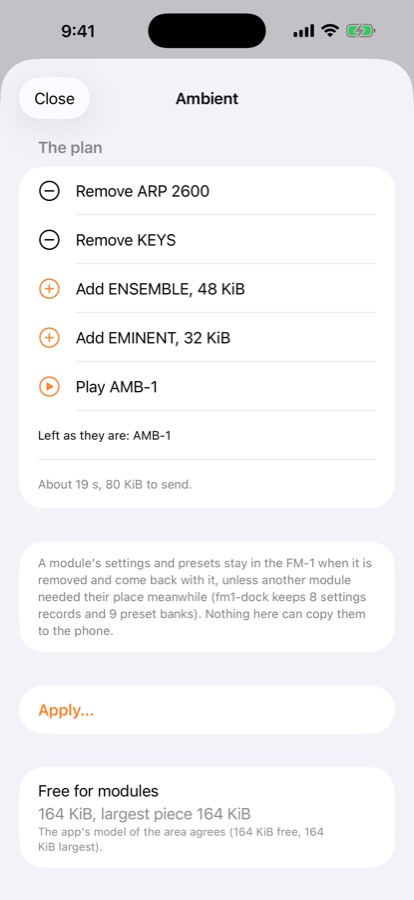 9:41
Close
Ambient
The plan
Remove ARP 2600
Remove KEYS
Add ENSEMBLE, 48 KiB
Add EMINENT, 32 KiB
Play AMB-1
Left as they are: AMB-1
About 19 s, 80 KiB to send.
A module's settings and presets stay in the FM-1 when it is
removed and come back with it, unless another module
needed their place meanwhile (fm1-dock keeps 8 settings
records and 9 preset banks). Nothing here can copy them
to the phone.
Apply...
Free for modules
164 KiB, largest piece 164 KiB
The app's model of the area agrees (164 KiB free, 164
KiB largest).